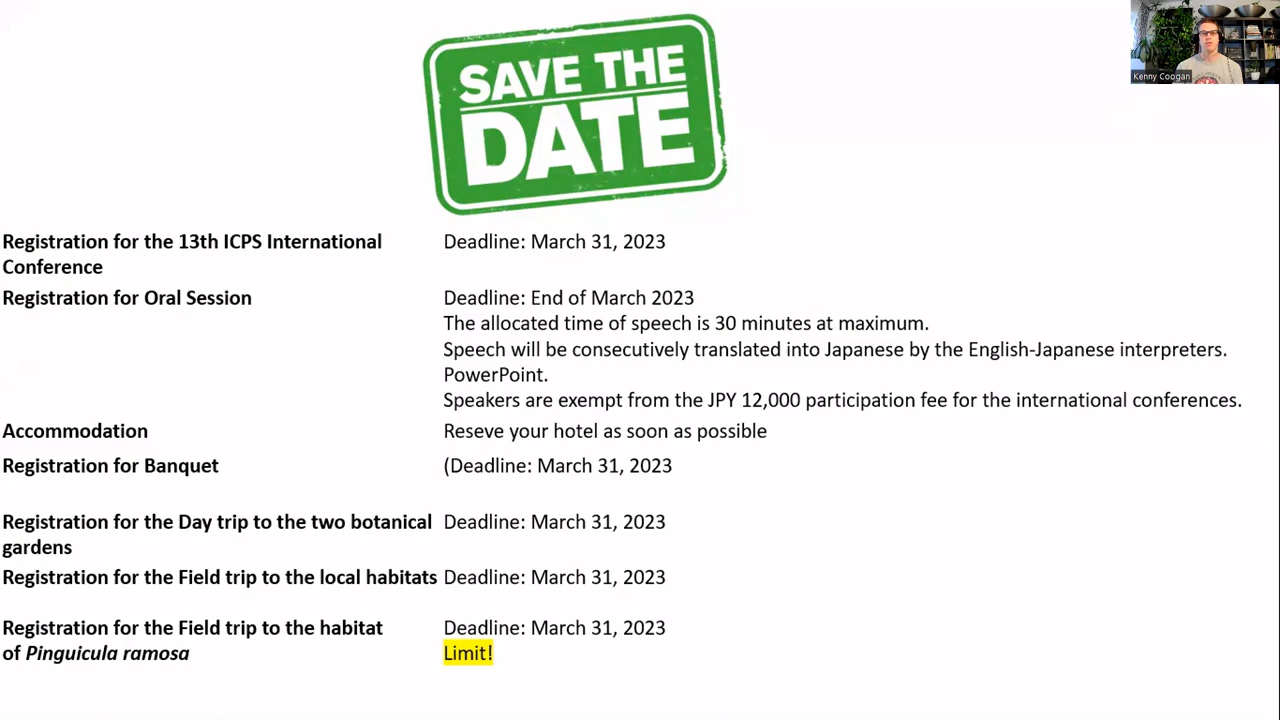 SAVE THE
DATE
Kenny Coogan
Registration for the 13th ICPS International
Conference
Deadline: March 31, 2023
Registration for Oral Session
Deadline: End of March 2023
The allocated time of speech is 30 minutes at maximum.
Speech will be consecutively translated into Japanese by the English-Japanese interpreters.
PowerPoint.
Speakers are exempt from the JPY 12,000 participation fee for the international conferences.
Accommodation
Reseve your hotel as soon as possible
Registration for Banquet
(Deadline: March 31, 2023
Registration for the Day trip to the two botanical
gardens
Deadline: March 31, 2023
Registration for the Field trip to the local habitats
Deadline: March 31, 2023
Registration for the Field trip to the habitat
of Pinguicula ramosa
Deadline: March 31, 2023
Limit!